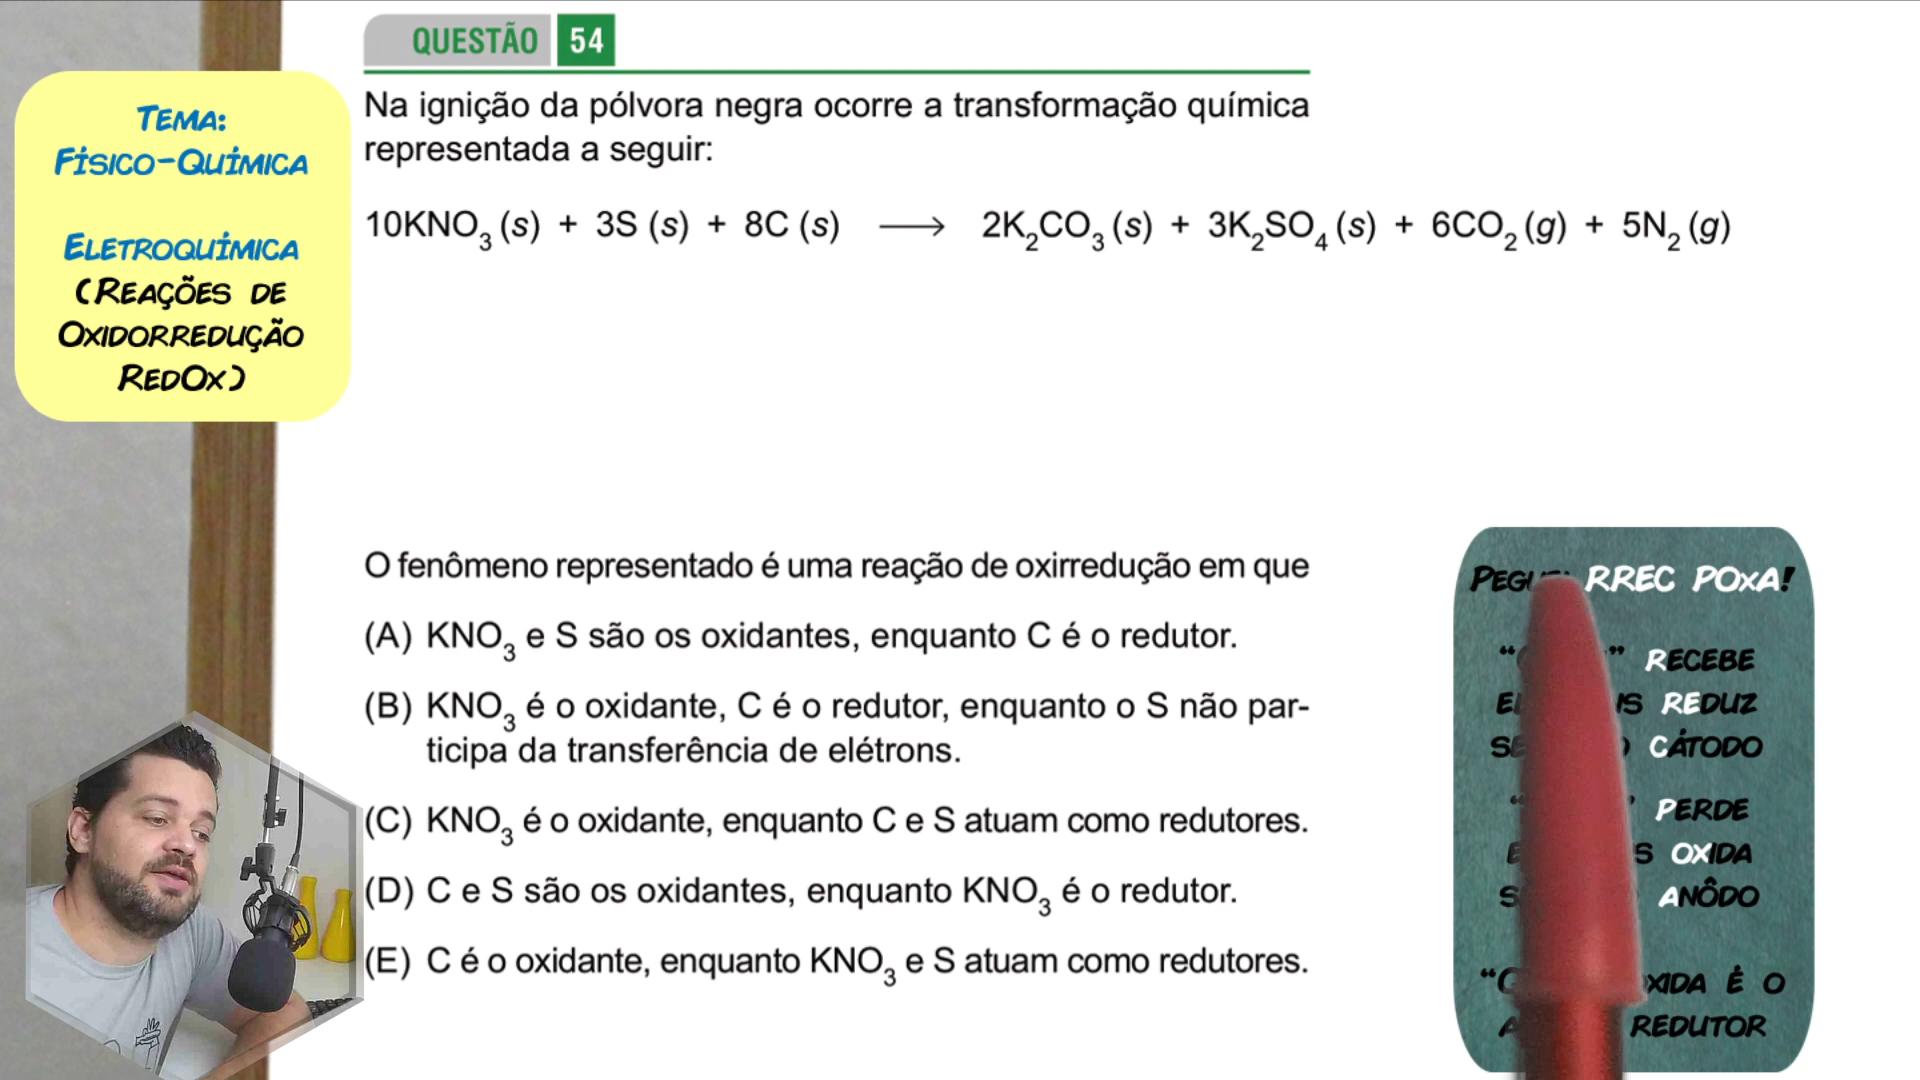 QUESTÃO 54
TEMA:
FÍSICO-QUÍMICA
ELETROQUÍMICA
(REAÇÕES DE
OXIDORREDUÇÃO
REDOX)
Na ignição da pólvora negra ocorre a transformação química
representada a seguir:
10KNO₃ (s) + 3S (s) + 8C (s) ⟶ 2K₂CO₃ (s) + 3K₂SO₄ (s) + 6CO₂ (g) + 5N₂ (g)
O fenômeno representado é uma reação de oxirredução em que
(A) KNO₃ e S são os oxidantes, enquanto C é o redutor.
(B) KNO₃ é o oxidante, C é o redutor, enquanto o S não par-
ticipa da transferência de elétrons.
(C) KNO₃ é o oxidante, enquanto C e S atuam como redutores.
(D) C e S são os oxidantes, enquanto KNO₃ é o redutor.
(E) C é o oxidante, enquanto KNO₃ e S atuam como redutores.
RREC POXA!
RECEBE
REDUZ
CÁTODO
PERDE
OXIDA
ANÔDO
É O
REDUTOR